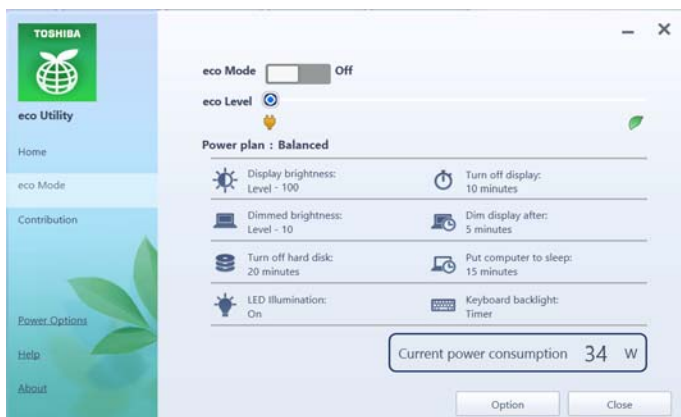 TOSHIBA
eco Utility
Home
eco Mode
Contribution
Power Options
Help
About
eco Mode Off
eco Level
Power plan : Balanced
Display brightness:
Level - 100
Turn off display:
10 minutes
Dimmed brightness:
Level - 10
Dim display after:
5 minutes
Turn off hard disk:
20 minutes
Put computer to sleep:
15 minutes
LED Illumination:
On
Keyboard backlight:
Timer
Current power consumption 34 W
Option Close